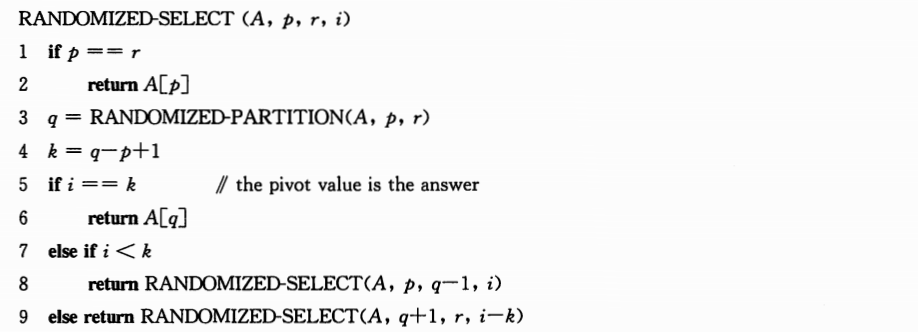 RANDOMIZED-SELECT (A, p, r, i)
1 if p == r
2 return A[p]
3 q = RANDOMIZED-PARTITION(A, p, r)
4 k = q-p+1
5 if i == k // the pivot value is the answer
6 return A[q]
7 else if i < k
8 return RANDOMIZED-SELECT(A, p, q-1, i)
9 else return RANDOMIZED-SELECT(A, q+1, r, i-k)